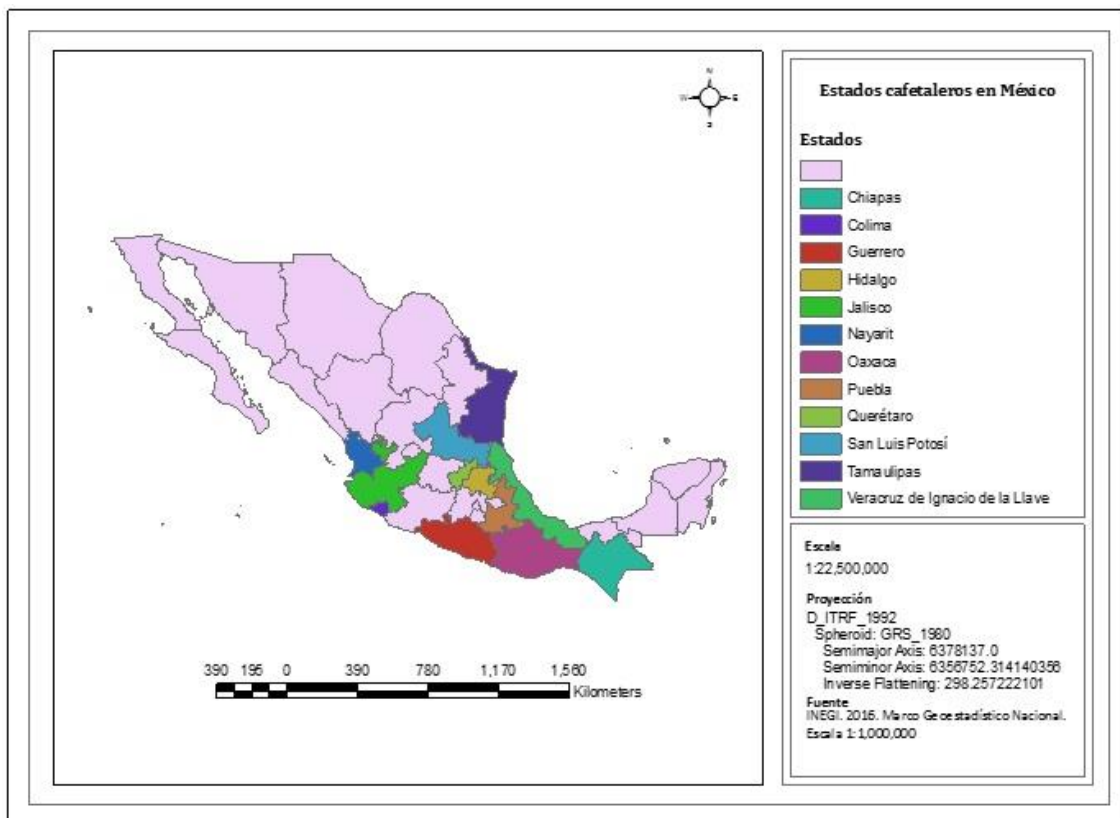 N
W E
S
Estados cafetaleros en México
Estados
Chiapas
Colima
Guerrero
Hidalgo
Jalisco
Nayarit
Oaxaca
Puebla
Querétaro
San Luis Potosí
Tamaulipas
Veracruz de Ignacio de la Llave
Escala
1:22,500,000
Proyección
D_ITRF_1992
Spheroid: GRS_1980
Semimajor Axis: 6378137.0
Semiminor Axis: 6356752.314140356
Inverse Flattening: 298.257222101
Fuente
INEGI. 2016. Marco Geoestadístico Nacional.
Escala 1:1,000,000
390 195 0 390 780 1,170 1,560
Kilometers